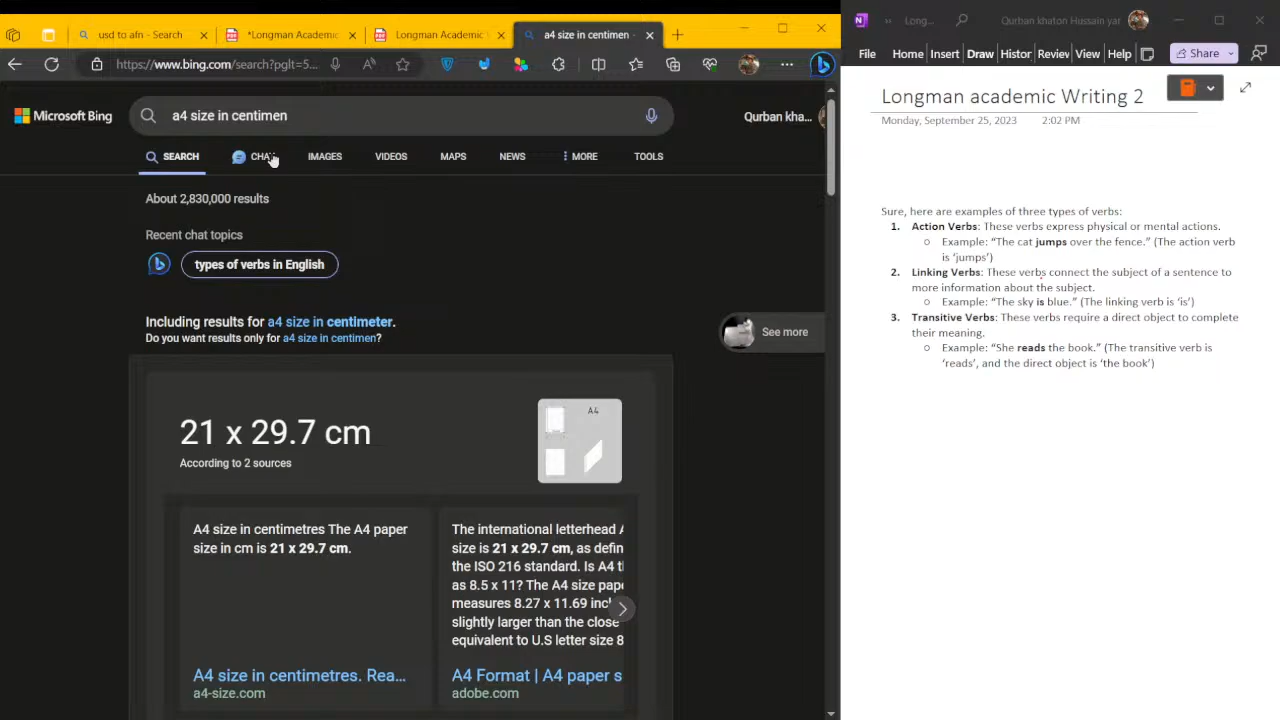 usd to afn - Search
*Longman Academic
Longman Academic
a4 size in centimen
https://www.bing.com/search?pglt=5...
Microsoft Bing
a4 size in centimen
Qurban kha...
SEARCH
CHAT
IMAGES
VIDEOS
MAPS
NEWS
MORE
TOOLS
About 2,830,000 results
Recent chat topics
types of verbs in English
Including results for a4 size in centimeter.
Do you want results only for a4 size in centimen?
See more
21 x 29.7 cm
According to 2 sources
A4
A4 size in centimetres The A4 paper
size in cm is 21 x 29.7 cm.
A4 size in centimetres. Rea...
a4-size.com
The international letterhead A
size is 21 x 29.7 cm, as defin
the ISO 216 standard. Is A4 t
as 8.5 x 11? The A4 size pape
measures 8.27 x 11.69 incl
slightly larger than the close
equivalent to U.S letter size 8
A4 Format | A4 paper s
adobe.com
Long...
Qurban khaton Hussain yar
File
Home
Insert
Draw
Histor
Review
View
Help
Share
Longman academic Writing 2
Monday, September 25, 2023 2:02 PM
Sure, here are examples of three types of verbs:
1. Action Verbs: These verbs express physical or mental actions.
o Example: “The cat jumps over the fence.” (The action verb
is ‘jumps’)
2. Linking Verbs: These verbs connect the subject of a sentence to
more information about the subject.
o Example: “The sky is blue.” (The linking verb is ‘is’)
3. Transitive Verbs: These verbs require a direct object to complete
their meaning.
o Example: “She reads the book.” (The transitive verb is
‘reads’, and the direct object is ‘the book’)